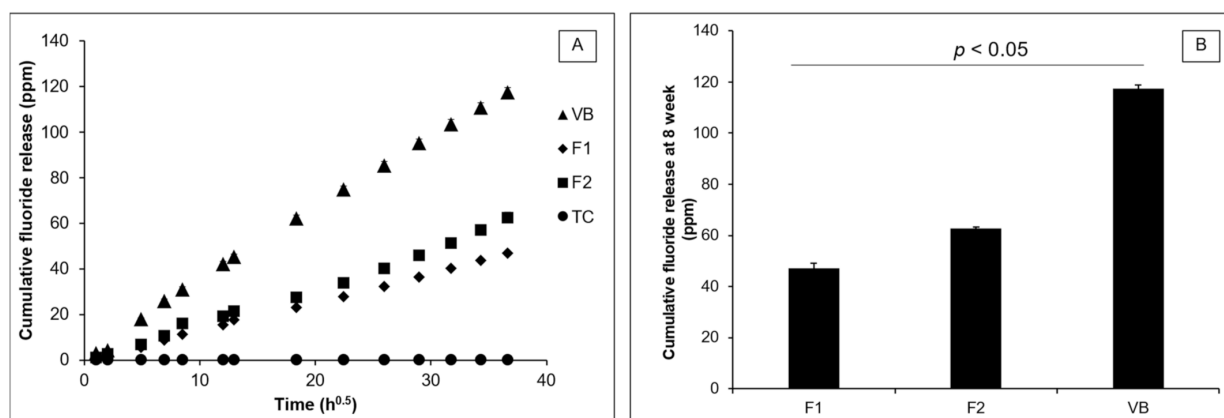 A
Cumulative fluoride release (ppm)
140
120
100
80
60
40
20
0
0
10
20
30
40
Time (h0.5)
VB
F1
F2
TC
B
p < 0.05
Cumulative fluoride release at 8 week
(ppm)
140
120
100
80
60
40
20
0
F1
F2
VB